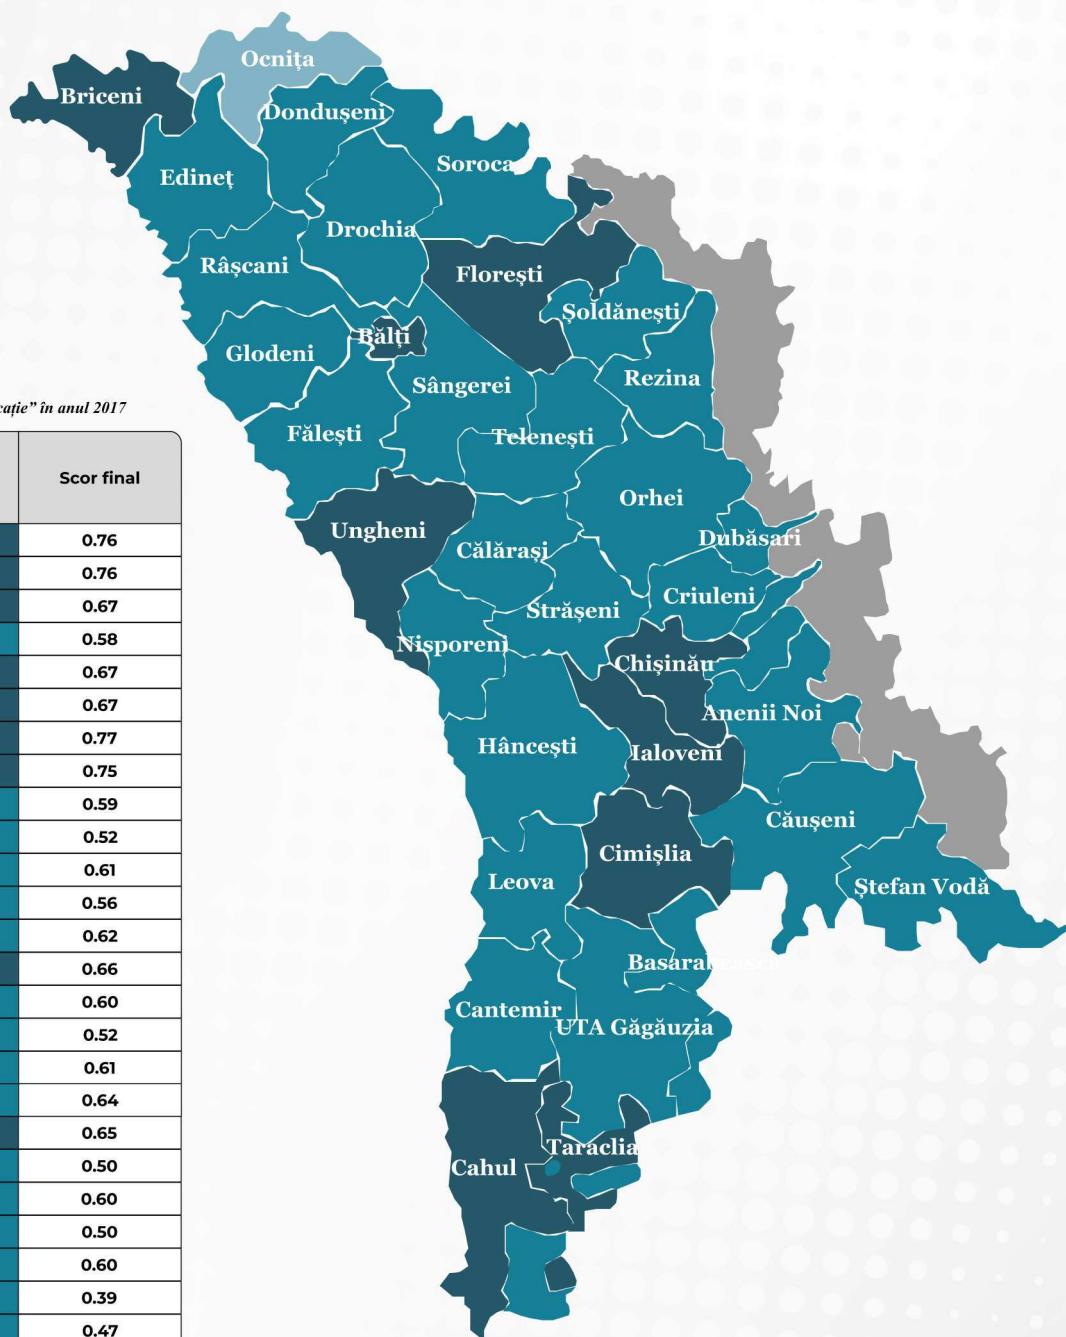 Ocnița
Briceni
Dondușeni
Soroca
Edineț
Drochia
Râșcani
Florești
Șoldănești
Bălți
Glodeni
Rezina
Sângerei
cație” în anul 2017
Fălești
Telenești
Scor final
Orhei
Ungheni
Dubăsari
0.76
Călărași
0.76
Criuleni
0.67
Strășeni
0.58
Nisporeni
0.67
Chișinău
0.67
Anenii Noi
0.77
Hâncești
Ialoveni
0.75
0.59
Căușeni
0.52
Cimișlia
0.61
Leova
Ștefan Vodă
0.56
0.62
Basarabeasca
0.66
0.60
Cantemir
UTA Găgăuzia
0.52
0.61
0.64
0.65
Taraclia
Cahul
0.50
0.60
0.50
0.60
0.39
0.47